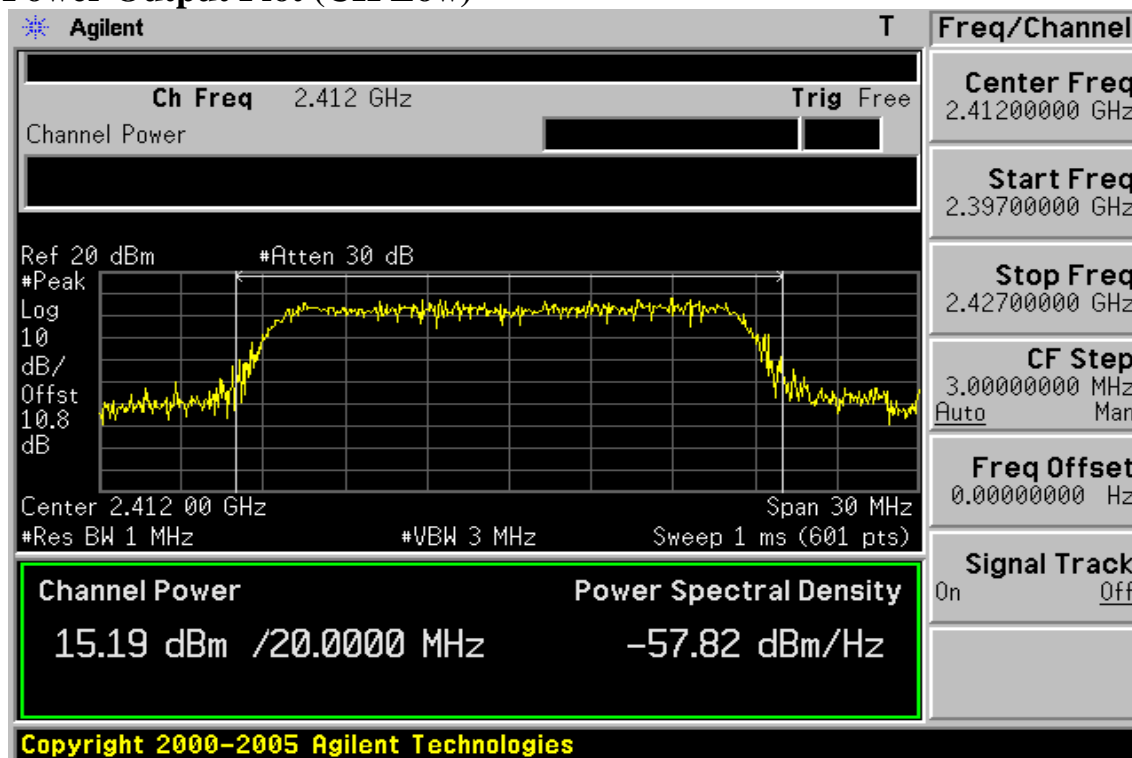 Power Output Plot (CH Low)
Agilent T
Freq/Channel
Ch Freq 2.412 GHz Trig Free
Channel Power
Center Freq
2.41200000 GHz
Start Freq
2.39700000 GHz
Stop Freq
2.42700000 GHz
CF Step
3.00000000 MHz
Auto Man
Freq Offset
0.00000000 Hz
Signal Track
On Off
Ref 20 dBm #Atten 30 dB
#Peak
Log
10
dB/
Offst
10.8
dB
Center 2.412 00 GHz Span 30 MHz
#Res BW 1 MHz #VBW 3 MHz Sweep 1 ms (601 pts)
Channel Power Power Spectral Density
15.19 dBm /20.0000 MHz -57.82 dBm/Hz
Copyright 2000-2005 Agilent Technologies